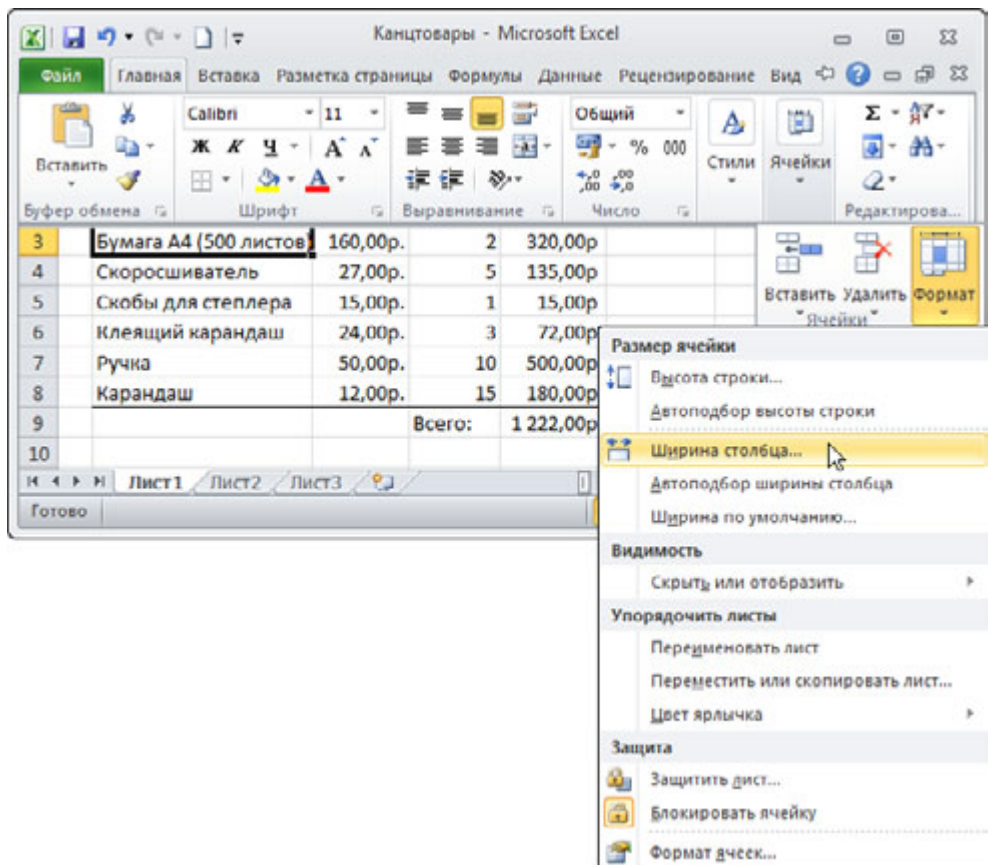 Канцтовары - Microsoft Excel
Файл Главная Вставка Разметка страницы Формулы Данные Рецензирование Вид
Вставить
Calibri 11
Ж К Ч А А
А
Общий
% 000
,0 ,00
,00 ,0
Стили
Ячейки
Σ
Буфер обмена Шрифт Выравнивание Число Редактирова...
3 Бумага А4 (500 листов) 160,00р. 2 320,00р
4 Скоросшиватель 27,00р. 5 135,00р
5 Скобы для степлера 15,00р. 1 15,00р
6 Клеящий карандаш 24,00р. 3 72,00р
7 Ручка 50,00р. 10 500,00р
8 Карандаш 12,00р. 15 180,00р
9 Всего: 1 222,00р
10
Лист1 Лист2 Лист3
Готово
Вставить Удалить Формат
Ячейки
Размер ячейки
Высота строки...
Автоподбор высоты строки
Ширина столбца...
Автоподбор ширины столбца
Ширина по умолчанию...
Видимость
Скрыть или отобразить
Упорядочить листы
Переименовать лист
Переместить или скопировать лист...
Цвет ярлычка
Защита
Защитить лист...
Блокировать ячейку
Формат ячеек...